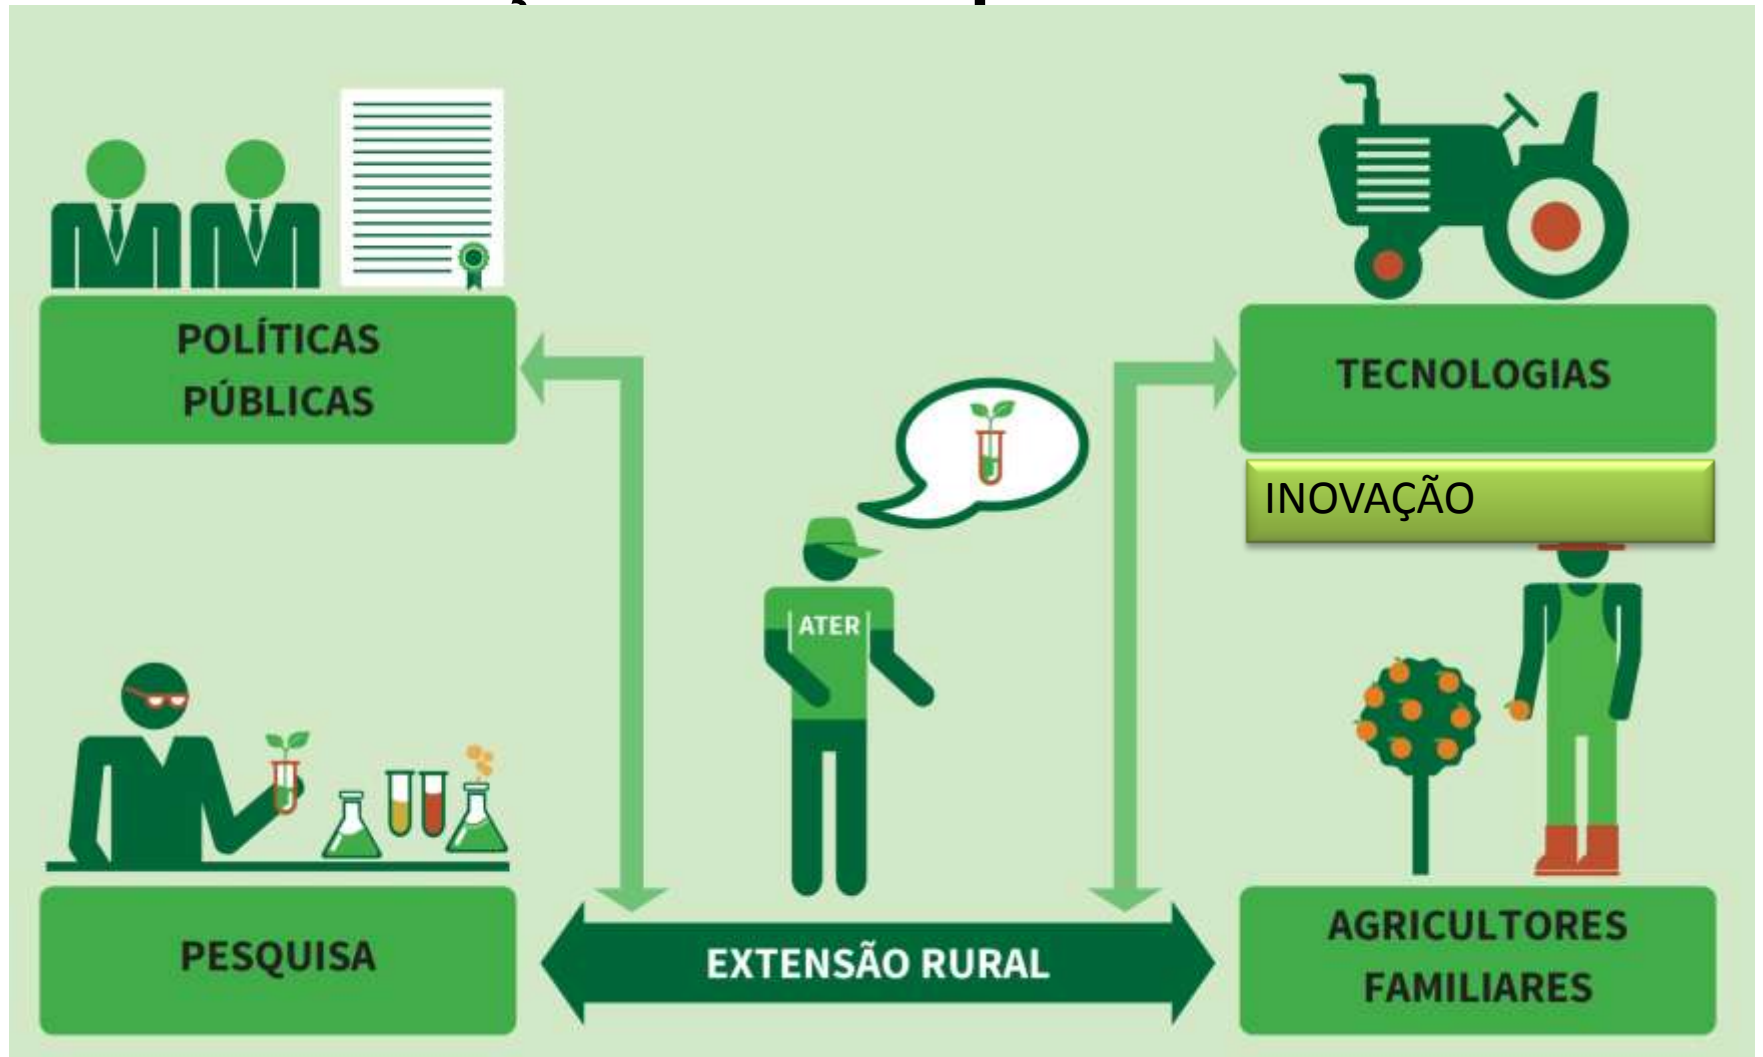 POLÍTICAS
PÚBLICAS
TECNOLOGIAS
INOVAÇÃO
ATER
PESQUISA
EXTENSÃO RURAL
AGRICULTORES
FAMILIARES